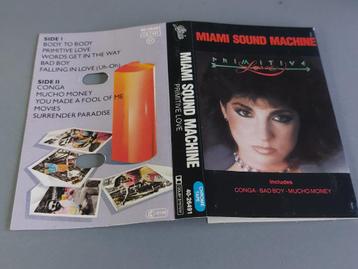 SIDE I
BODY TO BODY
PRIMITIVE LOVE
WORDS GET IN THE WAY
BAD BOY
FALLING IN LOVE (Uh-Oh)
SIDE II
CONGA
MUCHO MONEY
YOU MADE A FOOL OF ME
MOVIES
SURRENDER PARADISE
MIAMI SOUND MACHINE
PRIMITIVE LOVE
40-26491
CHROME TAPE
MIAMI SOUND MACHINE
PRIMITIVE
Love
Includes
CONGA · BAD BOY · MUCHO MONEY